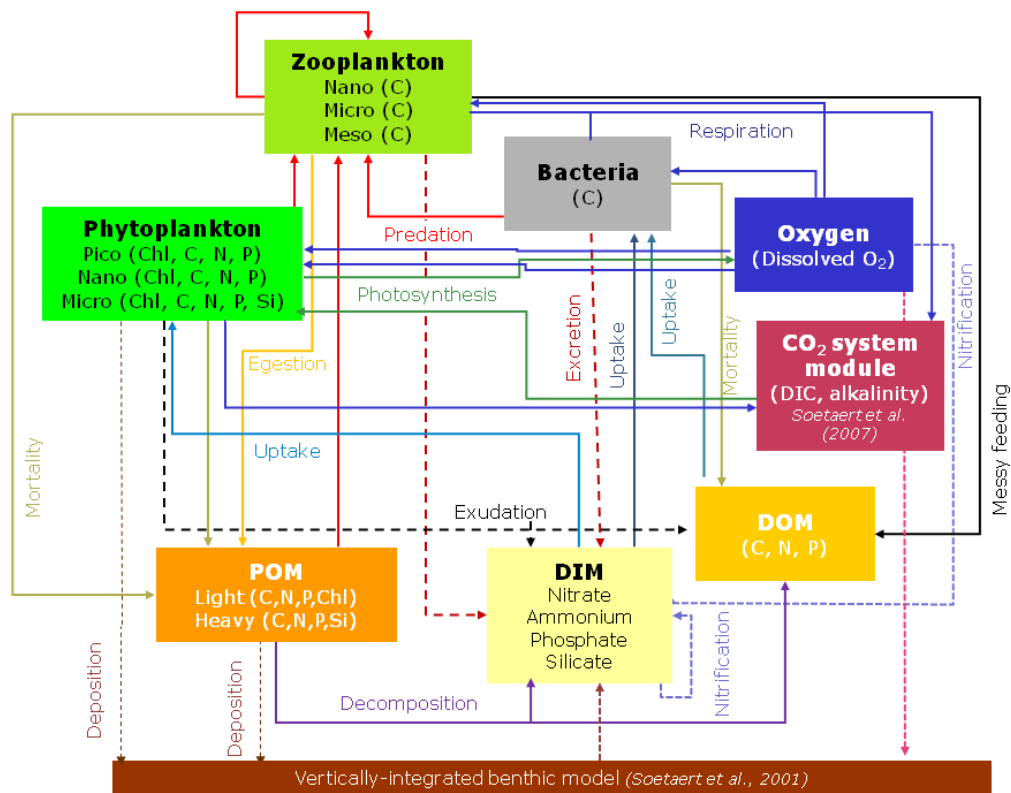 Zooplankton
Nano (C)
Micro (C)
Meso (C)
Respiration
Bacteria
(C)
Phytoplankton
Pico (Chl, C, N, P)
Nano (Chl, C, N, P)
Micro (Chl, C, N, P, Si)
Predation
Oxygen
(Dissolved O₂)
Photosynthesis
Nitrification
Excretion
Uptake
Uptake
Mortality
CO₂ system
module
(DIC, alkalinity)
Soetaert et al.
(2007)
Egestion
Messy feeding
Mortality
Uptake
Exudation
DOM
(C, N, P)
POM
Light (C,N,P,Chl)
Heavy (C,N,P,Si)
DIM
Nitrate
Ammonium
Phosphate
Silicate
Nitrification
Deposition
Deposition
Decomposition
Vertically-integrated benthic model (Soetaert et al., 2001)